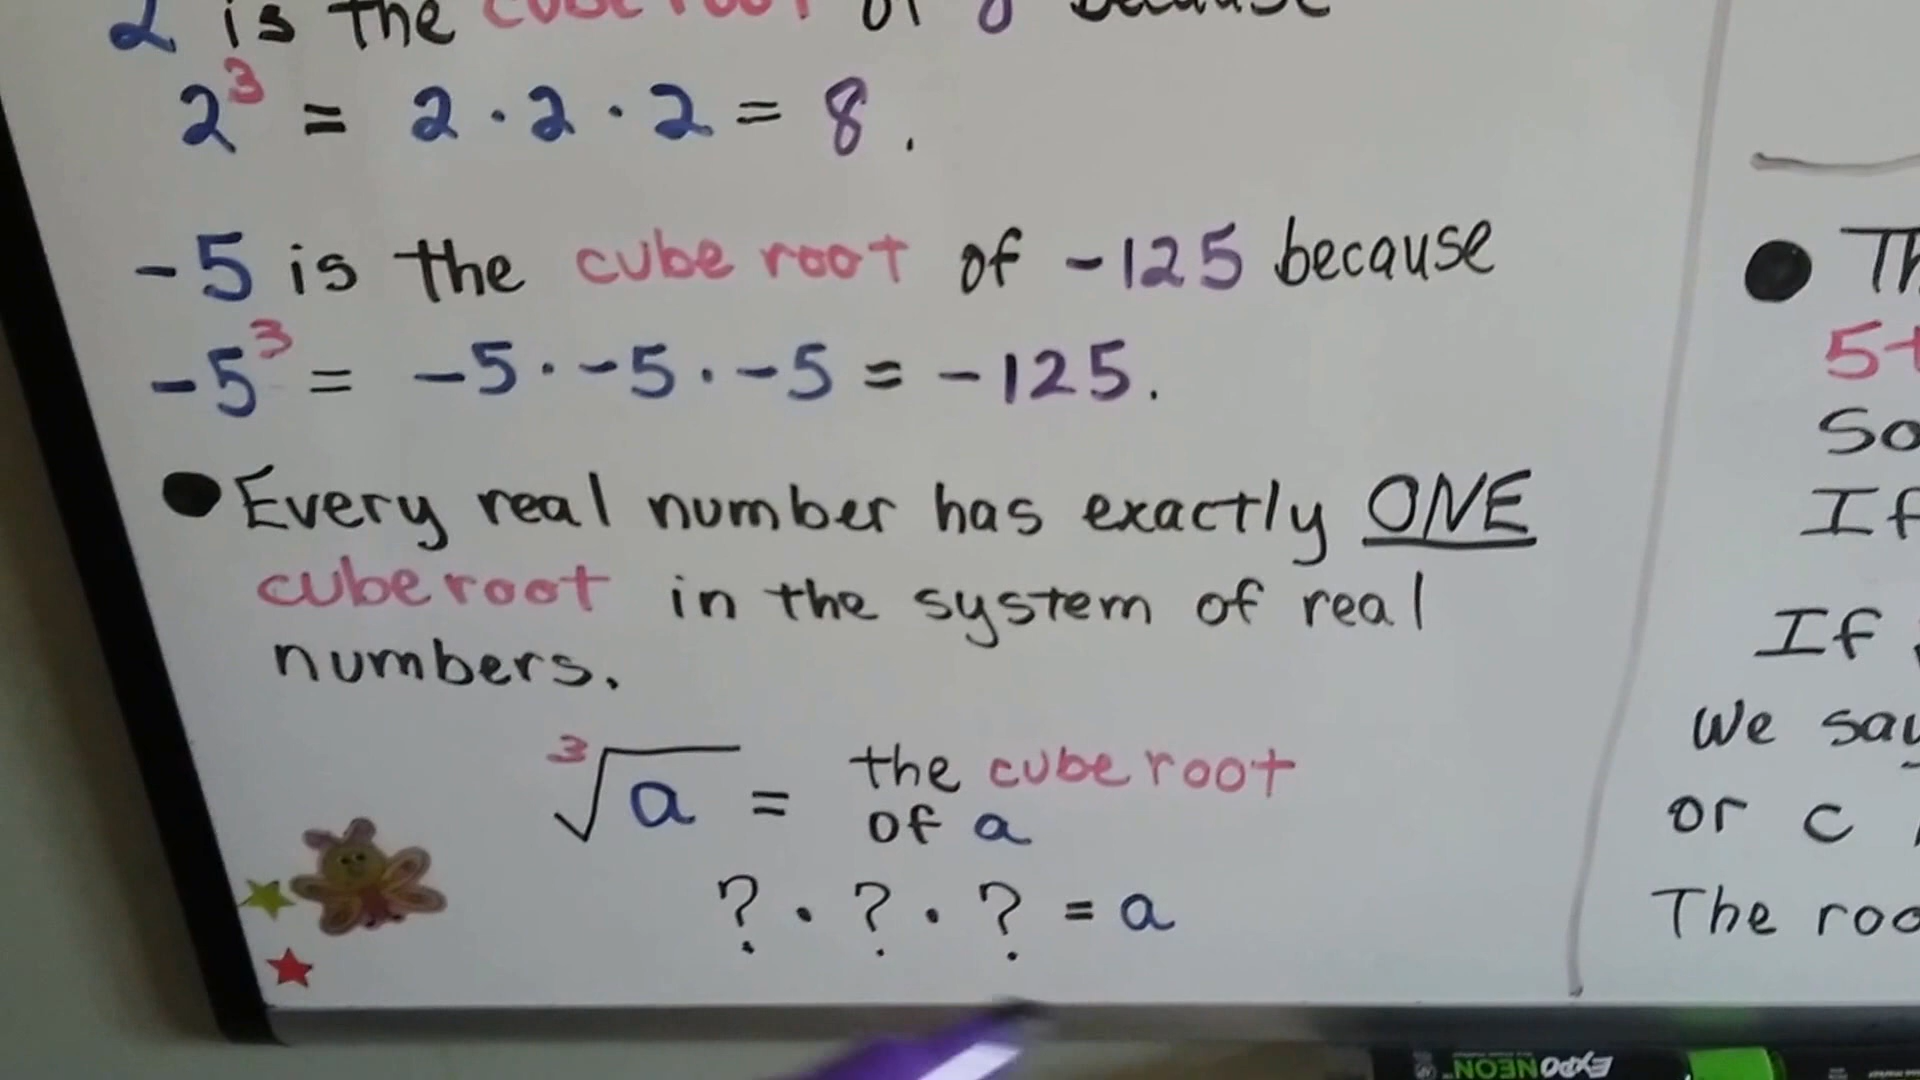 2 is the cube root of 8 because
2³ = 2 · 2 · 2 = 8.
-5 is the cube root of -125 because
-5³ = -5 · -5 · -5 = -125.
● Every real number has exactly ONE
cube root in the system of real
numbers.
³√a = the cube root
of a
? · ? · ? = a
● Th
5t
So
If
If
we say
or c
The roo
EXPO NEON